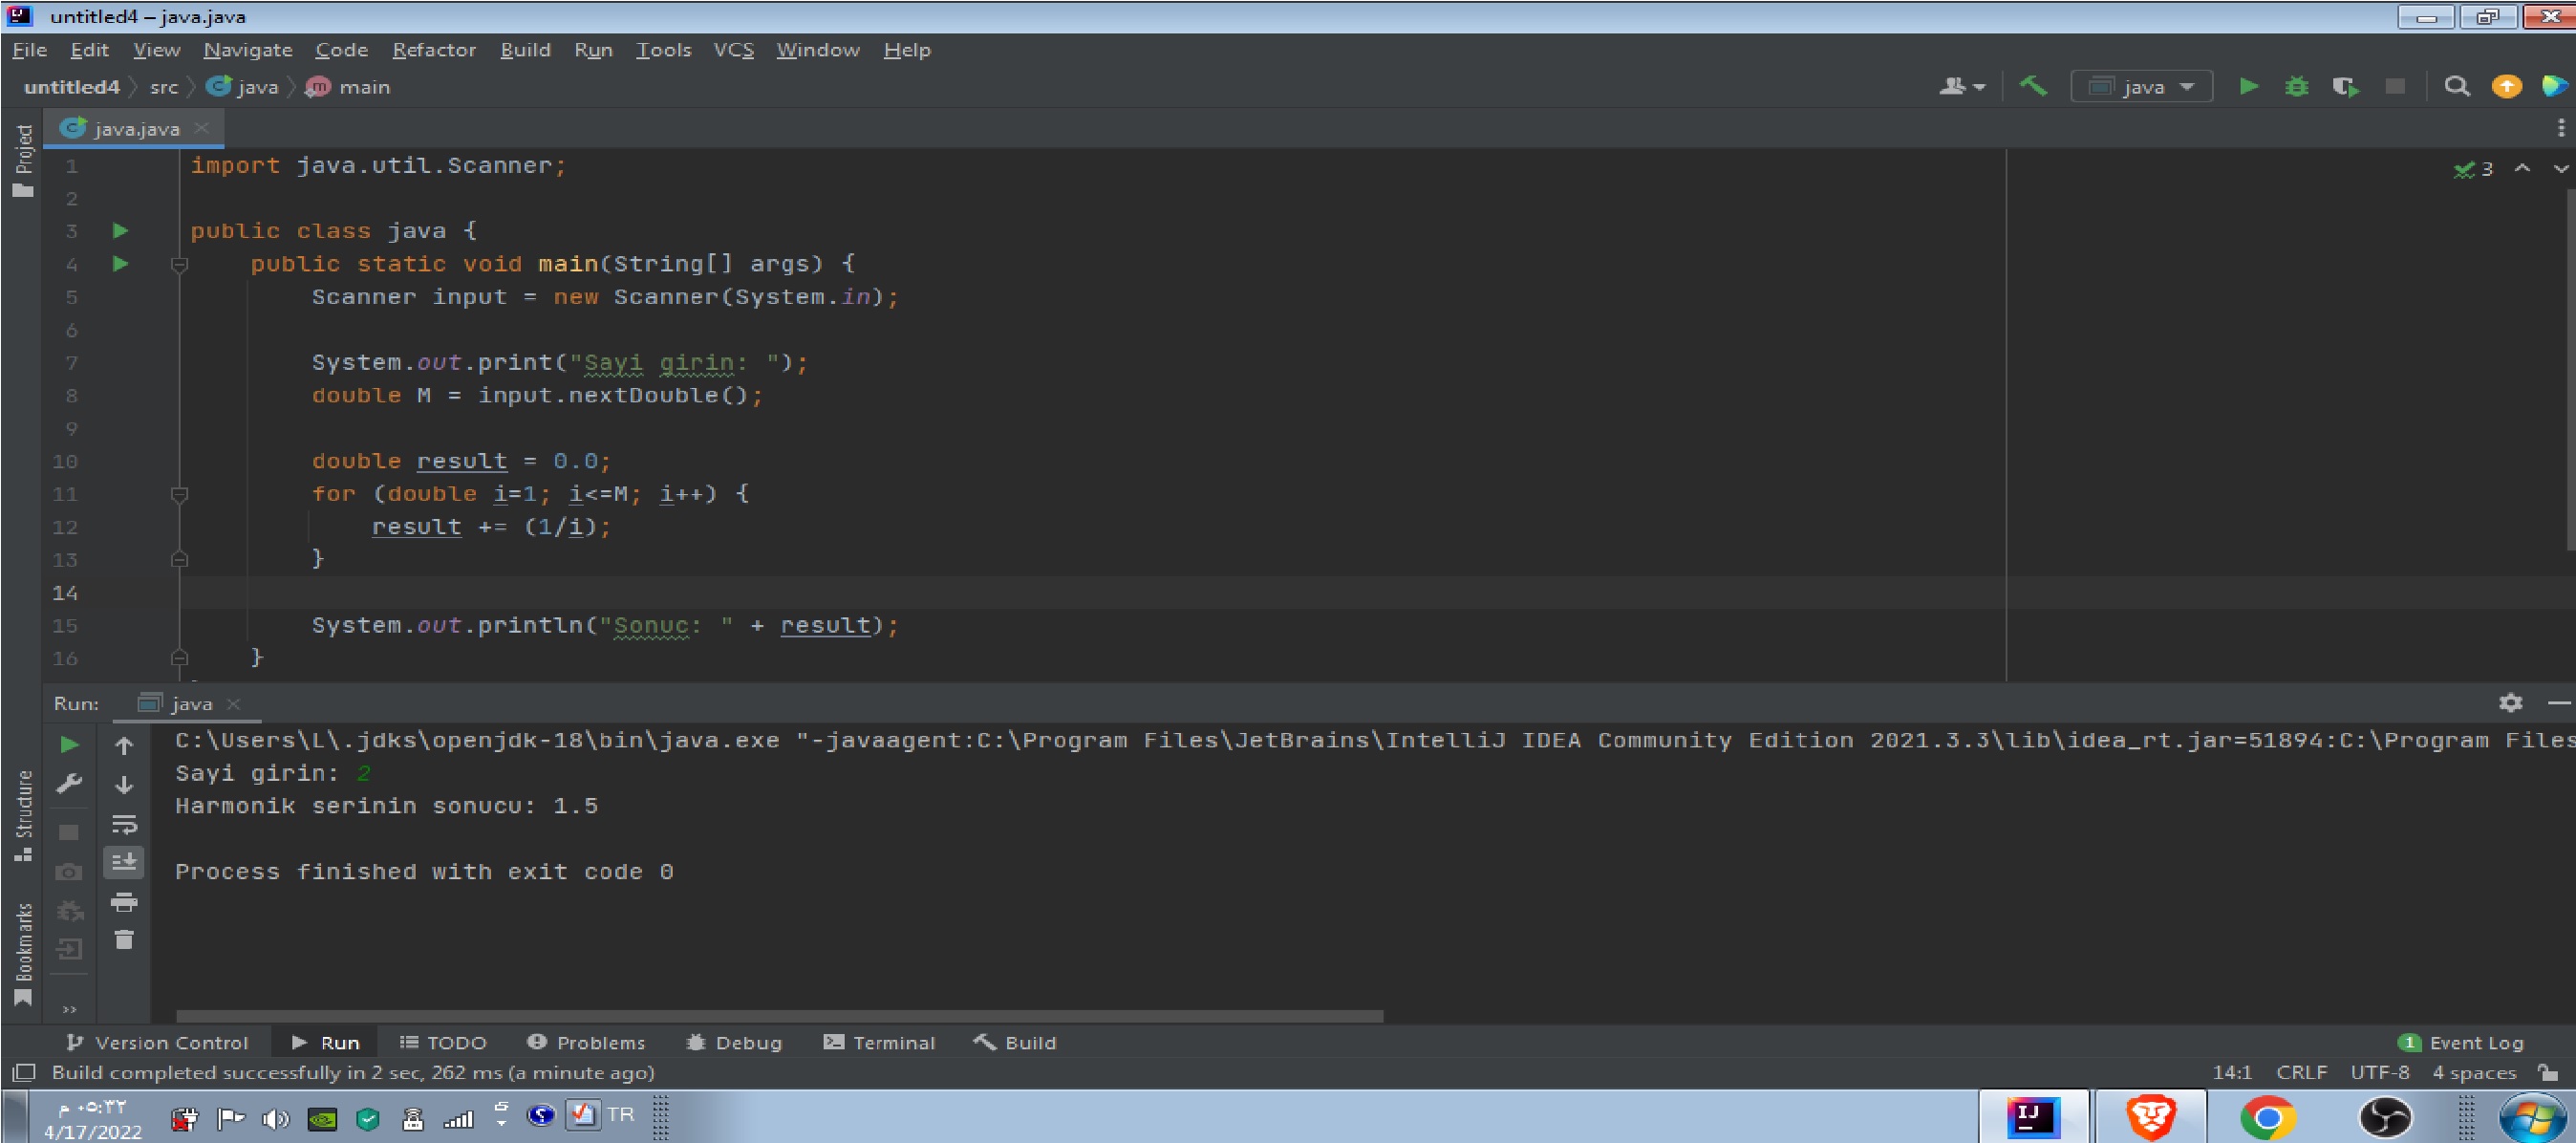 untitled4 – java.java
File Edit View Navigate Code Refactor Build Run Tools VCS Window Help
untitled4 src java main
java
java.java
Project
1 import java.util.Scanner;
3
2
3 public class java {
4     public static void main(String[] args) {
5         Scanner input = new Scanner(System.in);
6
7         System.out.print("Sayi girin: ");
8         double M = input.nextDouble();
9
10         double result = 0.0;
11         for (double i=1; i<=M; i++) {
12             result += (1/i);
13         }
14
15         System.out.println("Sonuc: " + result);
16     }
Run: java
C:\Users\L\.jdks\openjdk-18\bin\java.exe "-javaagent:C:\Program Files\JetBrains\IntelliJ IDEA Community Edition 2021.3.3\lib\idea_rt.jar=51894:C:\Program Files
Sayi girin: 2
Harmonik serinin sonucu: 1.5
Process finished with exit code 0
Structure
Bookmarks
Version Control Run TODO Problems Debug Terminal Build
1 Event Log
Build completed successfully in 2 sec, 262 ms (a minute ago)
14:1 CRLF UTF-8 4 spaces
٠٥:٣٢ م
4/17/2022
TR